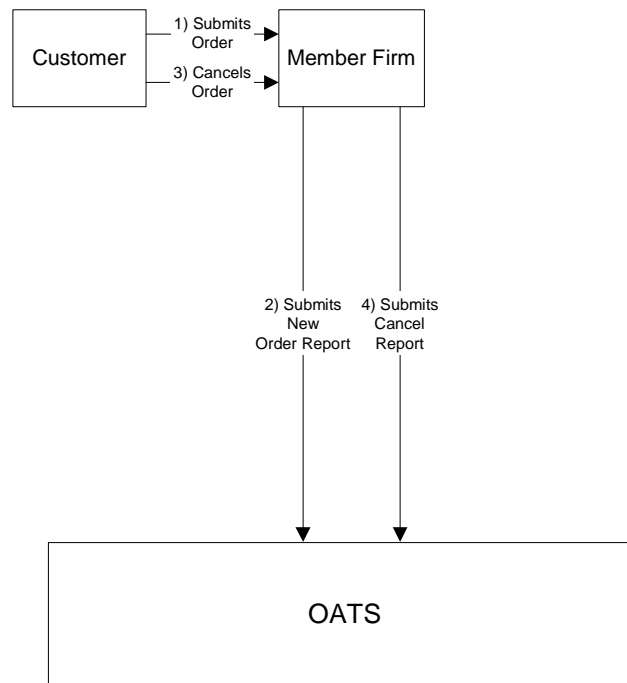 Customer
1) Submits
Order
3) Cancels
Order
Member Firm
2) Submits
New
Order Report
4) Submits
Cancel
Report
OATS